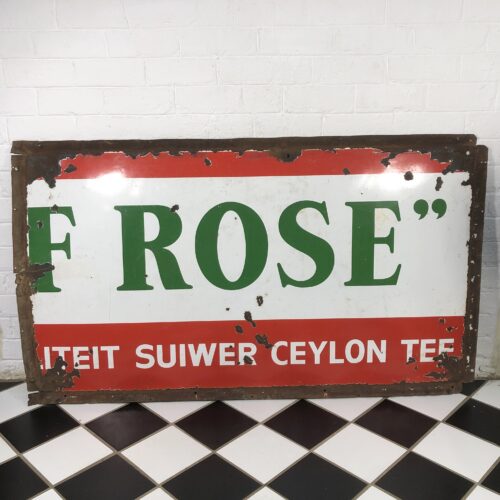 F ROSE”
ITEIT SUIWER CEYLON TEE